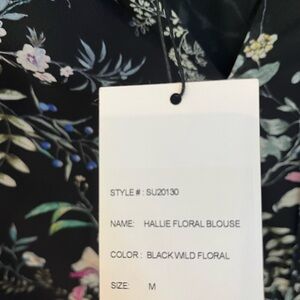 STYLE # : SU20130
NAME: HALLIE FLORAL BLOUSE
COLOR : BLACK WILD FLORAL
SIZE: M